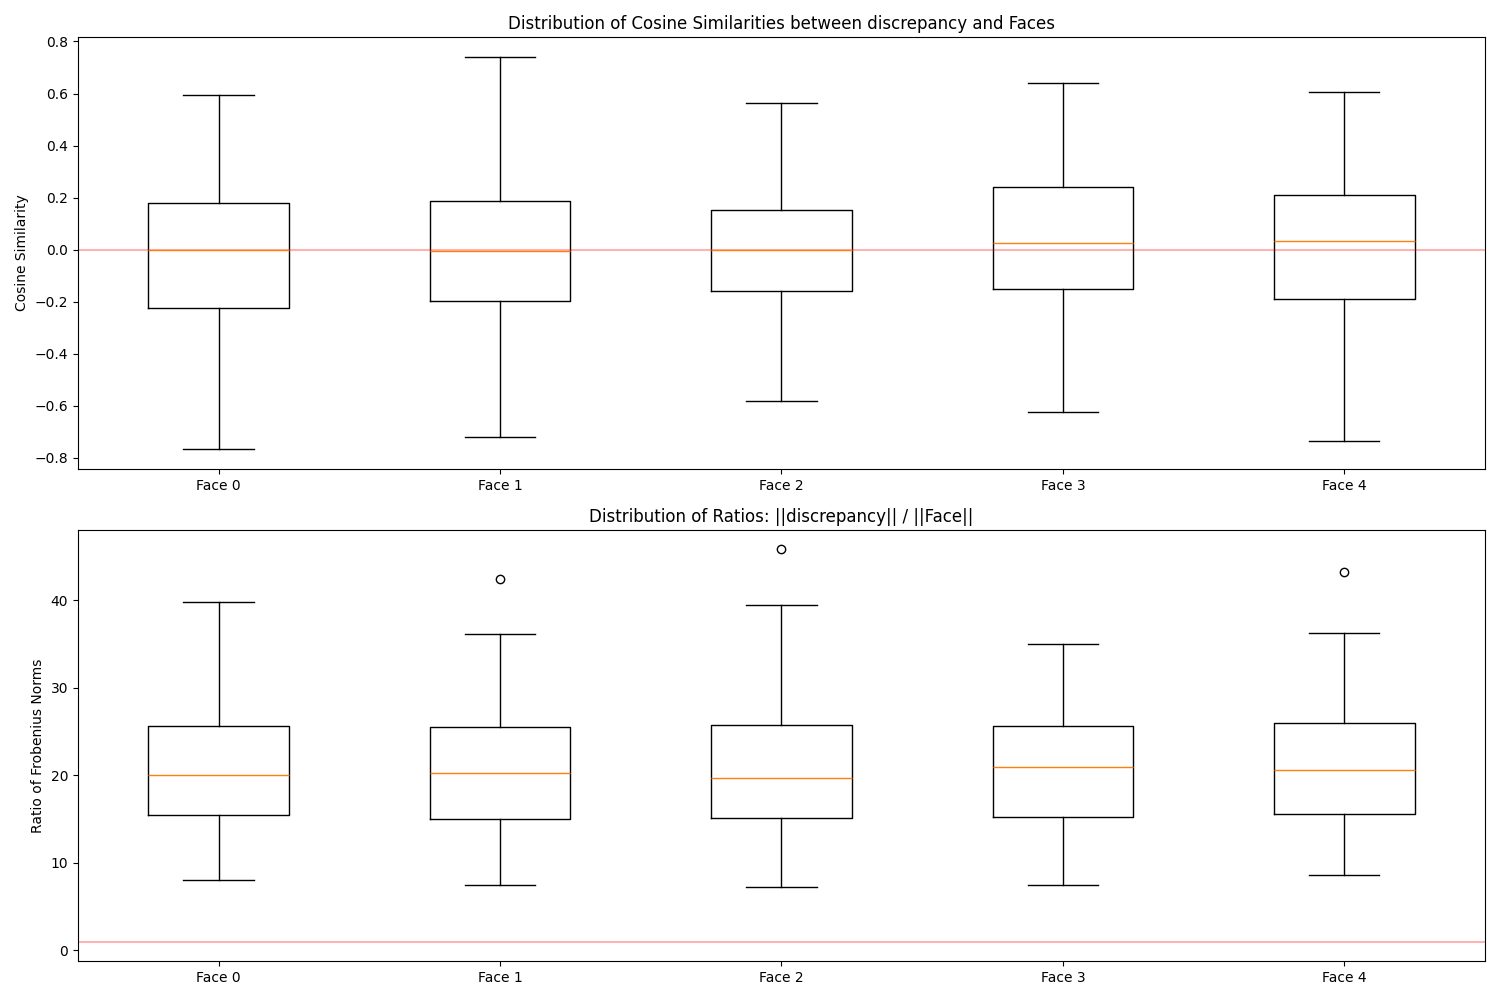 Distribution of Cosine Similarities between discrepancy and Faces
Cosine Similarity
0.8
0.6
0.4
0.2
0.0
−0.2
−0.4
−0.6
−0.8
Face 0 Face 1 Face 2 Face 3 Face 4
Distribution of Ratios: ||discrepancy|| / ||Face||
Ratio of Frobenius Norms
40
30
20
10
0
Face 0 Face 1 Face 2 Face 3 Face 4